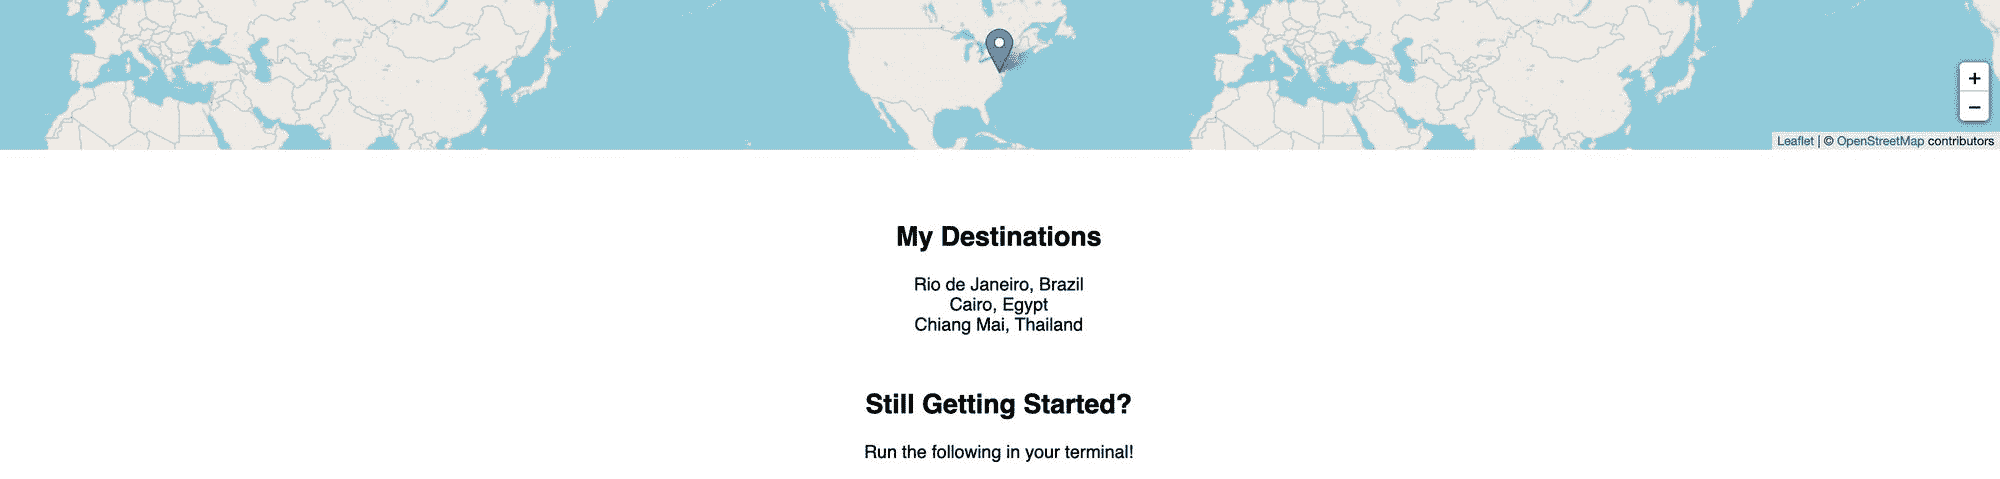 +
−
Leaflet | © OpenStreetMap contributors
My Destinations
Rio de Janeiro, Brazil
Cairo, Egypt
Chiang Mai, Thailand
Still Getting Started?
Run the following in your terminal!